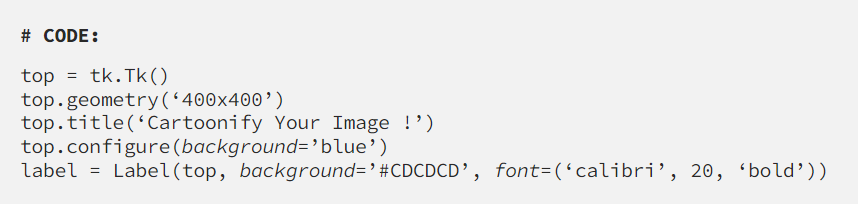 # CODE:
top = tk.Tk()
top.geometry(‘400x400’)
top.title(‘Cartoonify Your Image !’)
top.configure(background=’blue’)
label = Label(top, background=’#CDCDCD’, font=(‘calibri’, 20, ‘bold’))